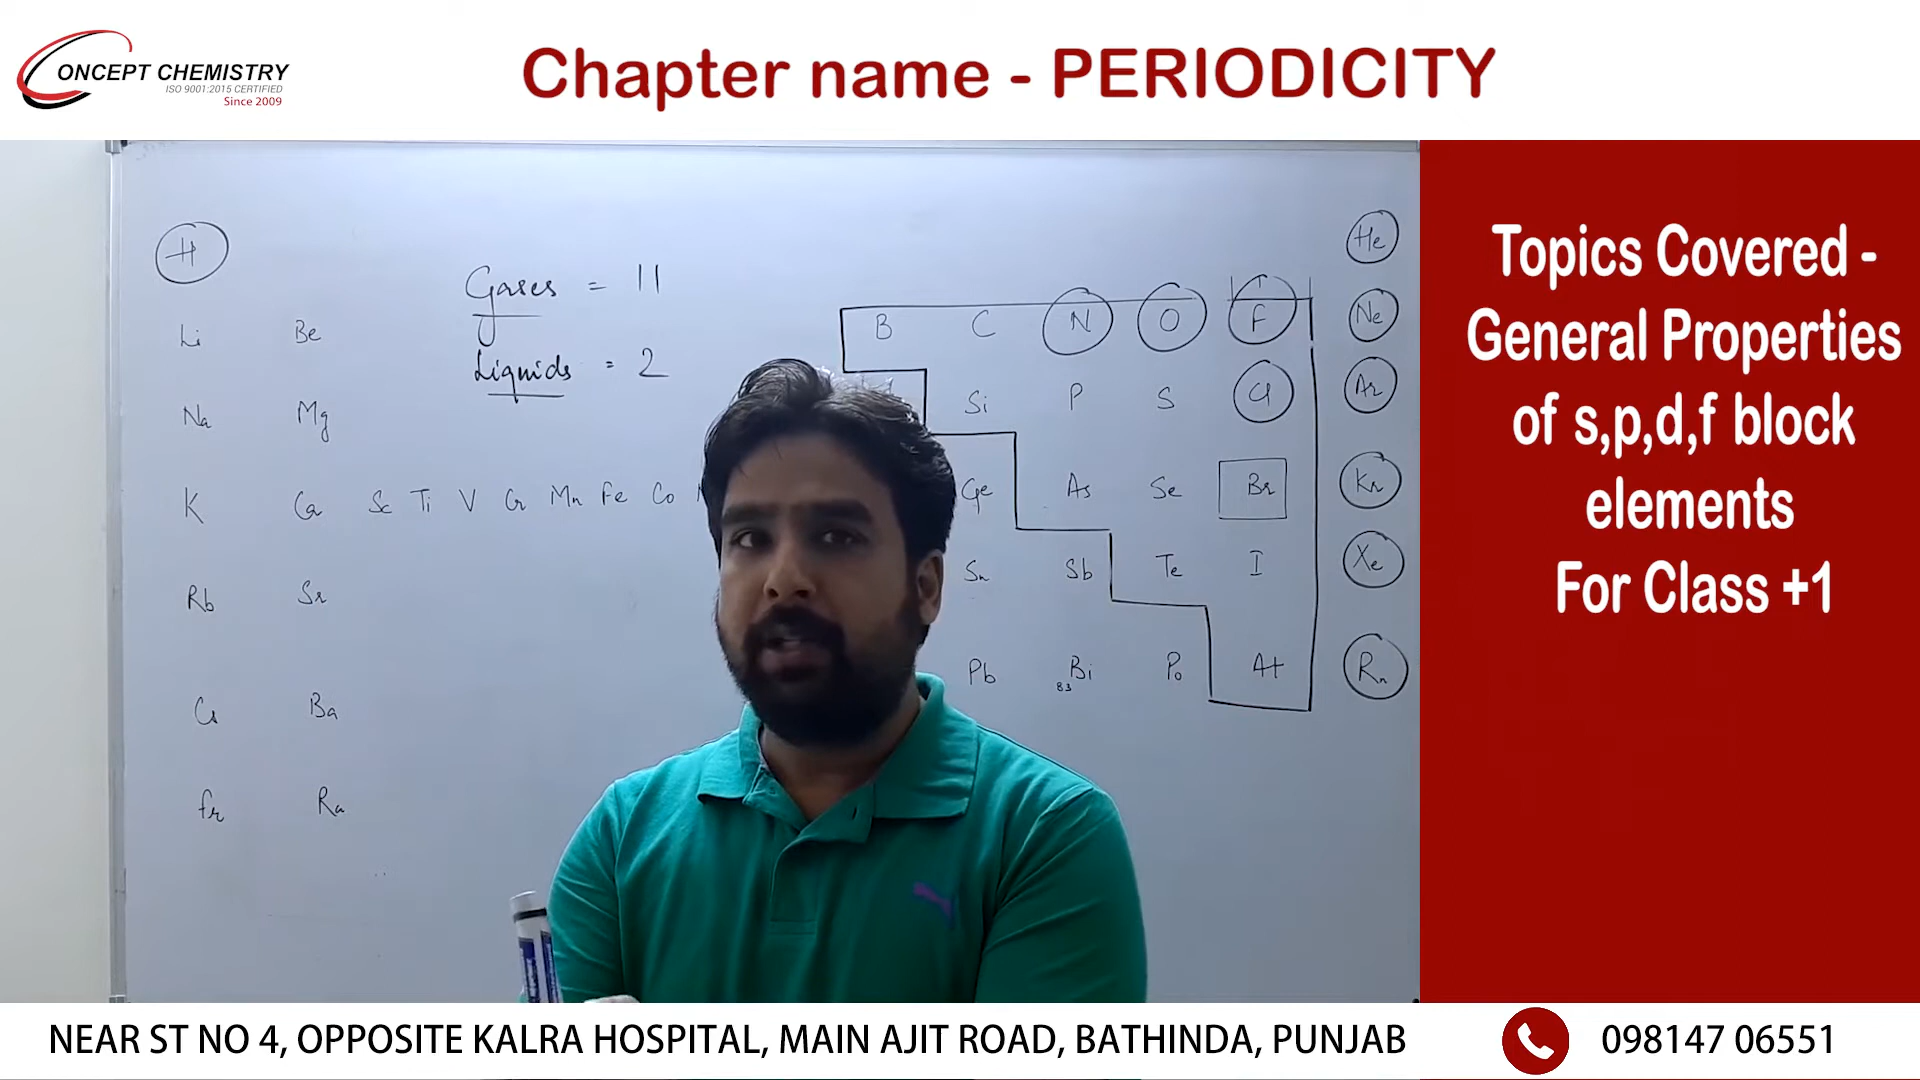 CONCEPT CHEMISTRY
ISO 9001:2015 CERTIFIED
Since 2009
Chapter name - PERIODICITY
Topics Covered -
General Properties
of s,p,d,f block
elements
For Class +1
H He
Gases = 11
Li Be B C N O F Ne
Liquids = 2
Na Mg Si P S Cl Ar
K Ca Sc Ti V Cr Mn Fe Co Ge As Se Br Kr
Rb Sr Sn Sb Te I Xe
Cs Ba Pb Bi Po At Rn
83
Fr Ra
NEAR ST NO 4, OPPOSITE KALRA HOSPITAL, MAIN AJIT ROAD, BATHINDA, PUNJAB
098147 06551